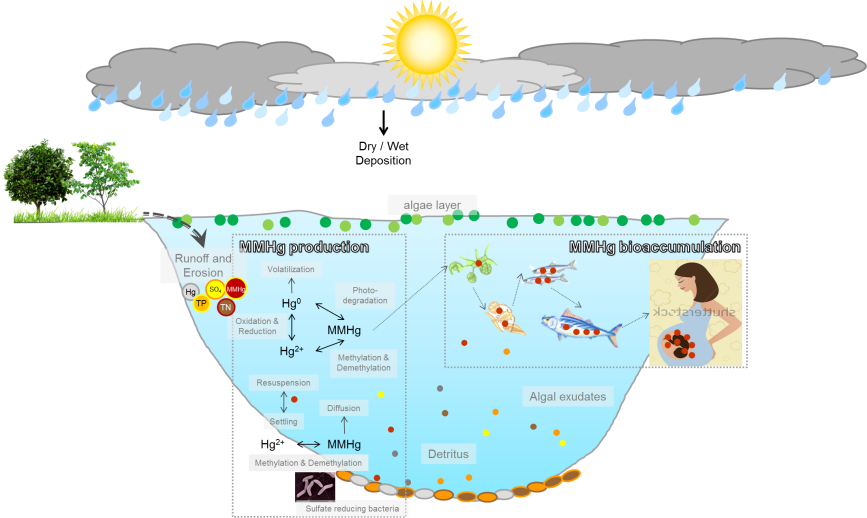 Dry / Wet
Deposition
algae layer
MMHg production
MMHg bioaccumulation
Runoff and
Erosion
Hg
SO₄
MMHg
TP
TN
Volatilization
Hg⁰
Photo-
degradation
Oxidation &
Reduction
MMHg
Hg²⁺
Methylation &
Demethylation
shutterstock
Resuspension
Settling
Diffusion
Hg²⁺
MMHg
Methylation & Demethylation
Algal exudates
Detritus
Sulfate reducing bacteria